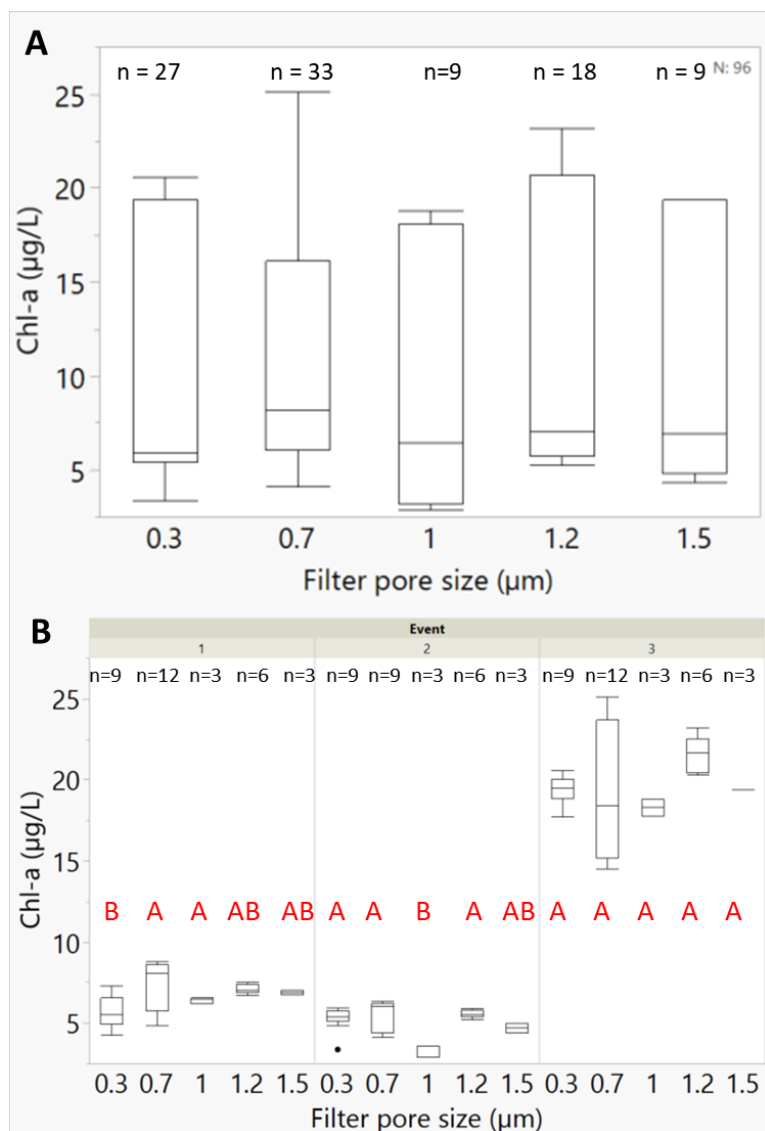 A
n = 27 n = 33 n=9 n = 18 n = 9 N: 96
25
20
15
10
5
Chl-a (µg/L)
0.3 0.7 1 1.2 1.5
Filter pore size (µm)
B
Event
1 2 3
n=9 n=12 n=3 n=6 n=3 n=9 n=9 n=3 n=6 n=3 n=9 n=12 n=3 n=6 n=3
25
20
15
10
5
Chl-a (µg/L)
B A A AB AB A A B A AB A A A A A
0.3 0.7 1 1.2 1.5 0.3 0.7 1 1.2 1.5 0.3 0.7 1 1.2 1.5
Filter pore size (µm)